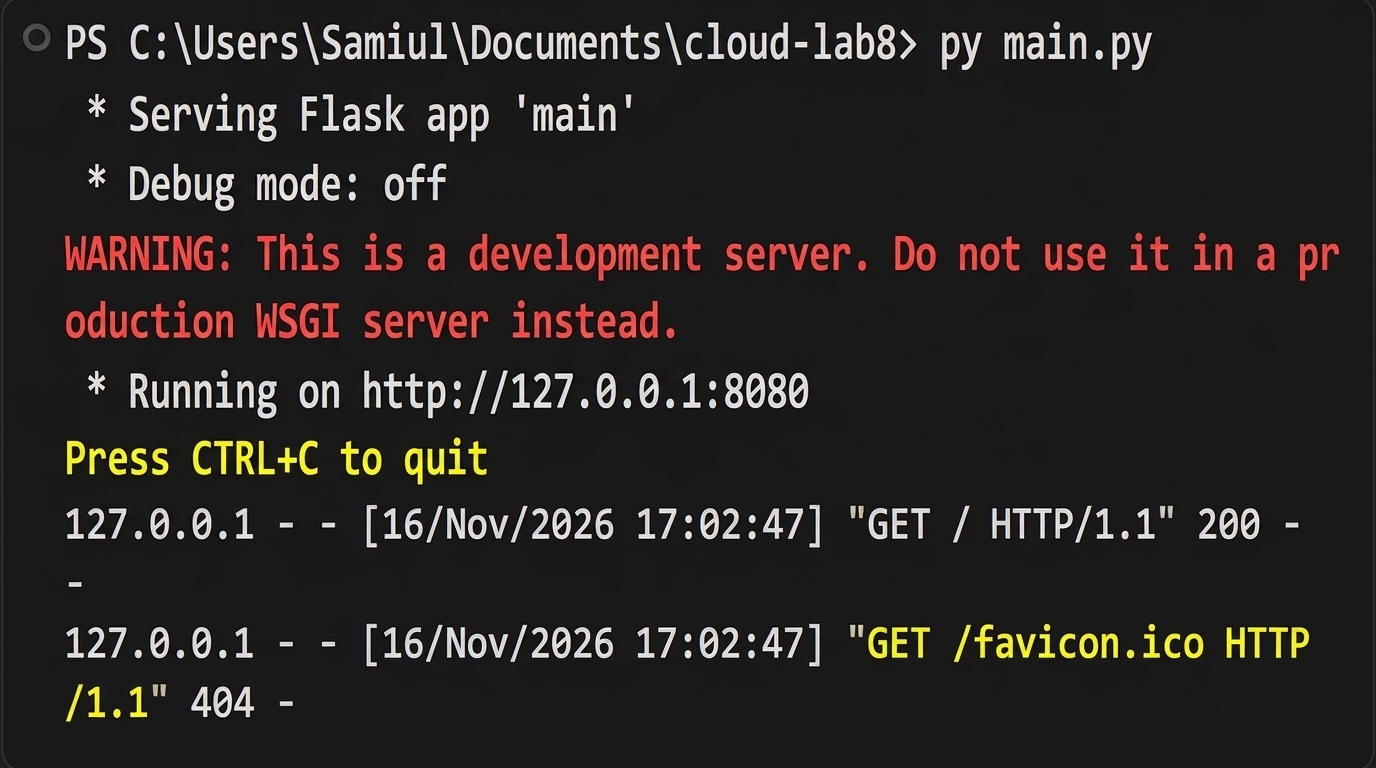 PS C:\Users\Samiul\Documents\cloud-lab8> py main.py
 * Serving Flask app 'main'
 * Debug mode: off
WARNING: This is a development server. Do not use it in a pr
oduction WSGI server instead.
 * Running on http://127.0.0.1:8080
Press CTRL+C to quit
127.0.0.1 - - [16/Nov/2026 17:02:47] "GET / HTTP/1.1" 200 -
-
127.0.0.1 - - [16/Nov/2026 17:02:47] "GET /favicon.ico HTTP
/1.1" 404 -